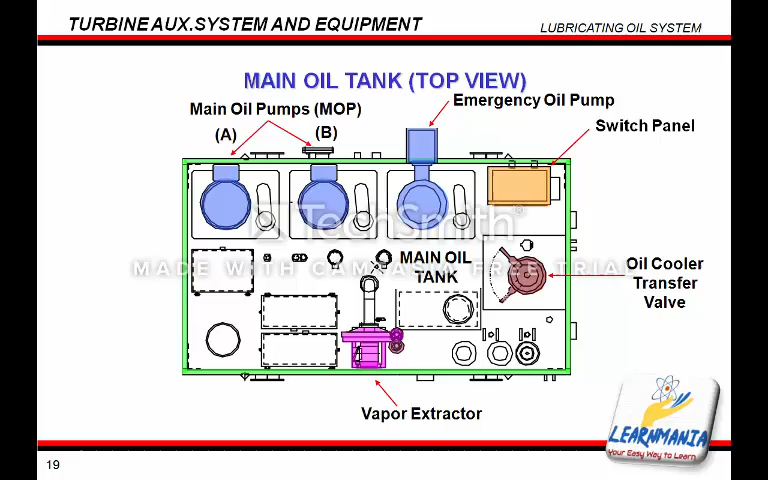 TURBINE AUX.SYSTEM AND EQUIPMENT
LUBRICATING OIL SYSTEM
MAIN OIL TANK (TOP VIEW)
Main Oil Pumps (MOP)
(A)
(B)
Emergency Oil Pump
Switch Panel
TechSmith
MADE WITH CAMTASIA FREE TRIAL
MAIN OIL
TANK
Oil Cooler
Transfer
Valve
Vapor Extractor
LEARNMANIA
Your Easy Way to Learn
19